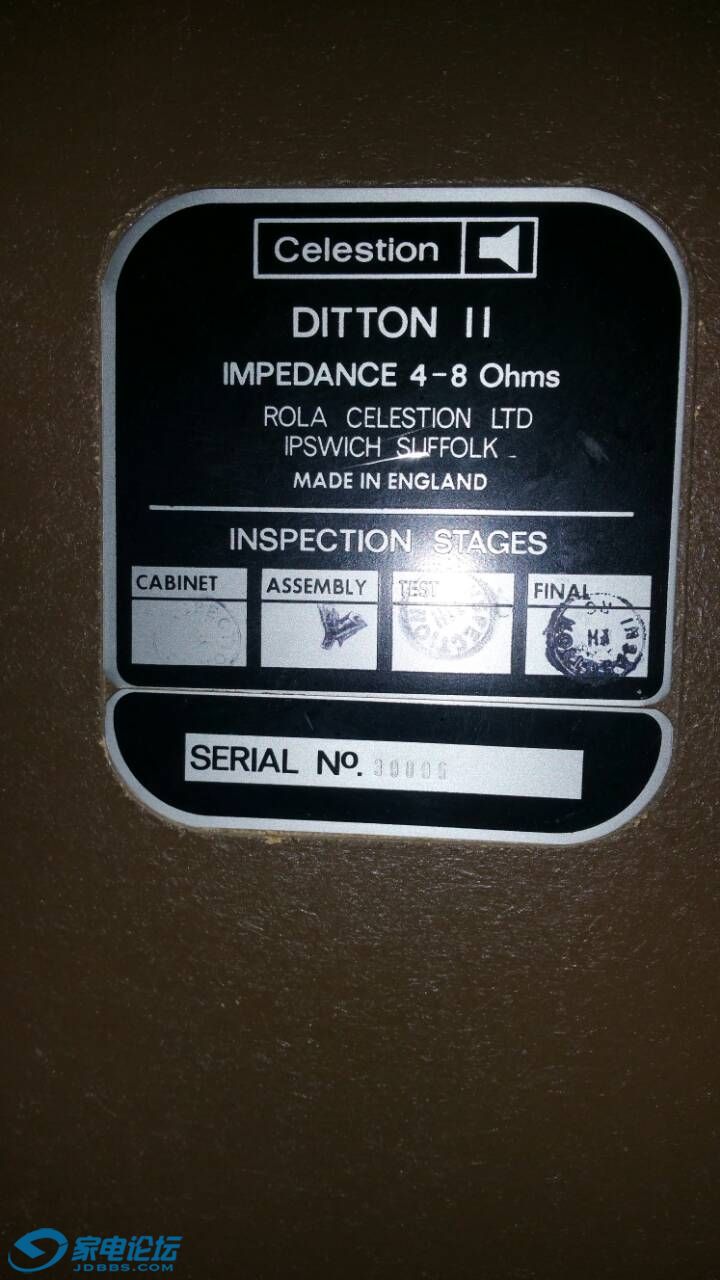 Celestion
DITTON 11
IMPEDANCE 4-8 Ohms
ROLA CELESTION LTD
IPSWICH SUFFOLK
MADE IN ENGLAND
INSPECTION STAGES
CABINET ASSEMBLY TEST FINAL
SERIAL No.
家电论坛
JDBBS.COM